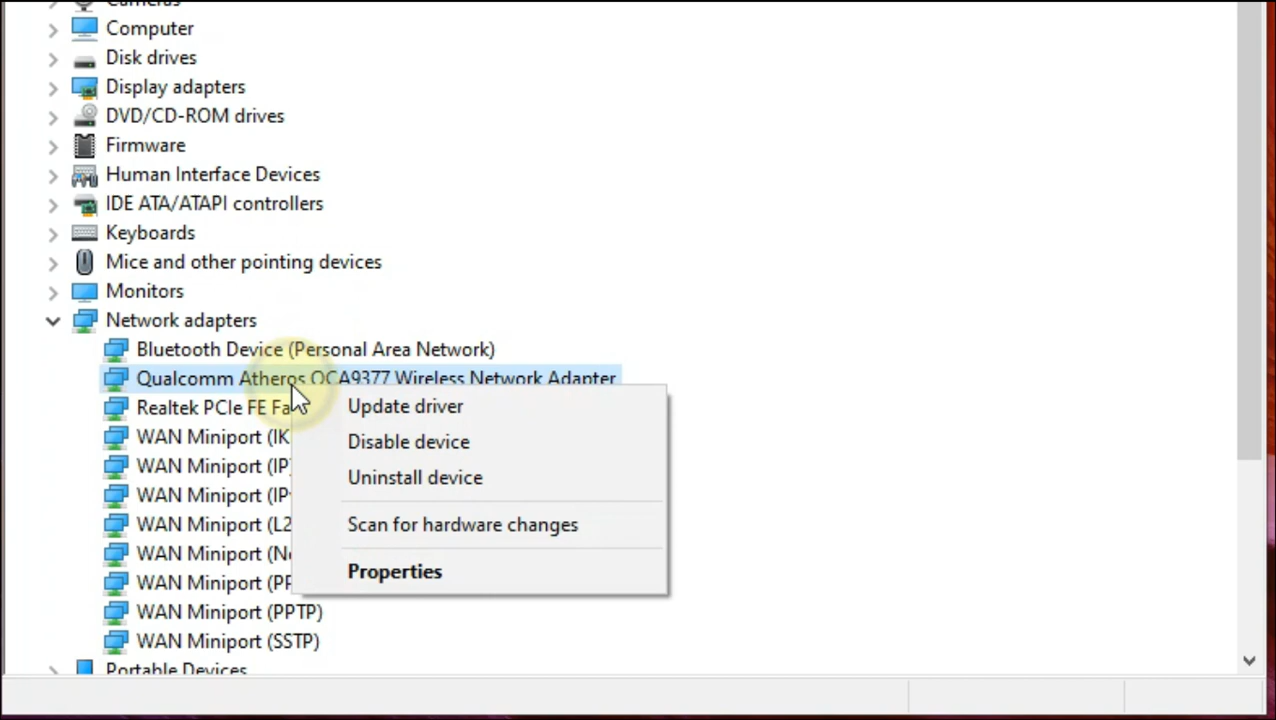 Cameras
Computer
Disk drives
Display adapters
DVD/CD-ROM drives
Firmware
Human Interface Devices
IDE ATA/ATAPI controllers
Keyboards
Mice and other pointing devices
Monitors
Network adapters
Bluetooth Device (Personal Area Network)
Qualcomm Atheros QCA9377 Wireless Network Adapter
Realtek PCIe FE Fa
Update driver
WAN Miniport (IK
Disable device
WAN Miniport (IP
Uninstall device
WAN Miniport (IP
WAN Miniport (L2
Scan for hardware changes
WAN Miniport (Ne
Properties
WAN Miniport (PP
WAN Miniport (PPTP)
WAN Miniport (SSTP)
Portable Devices